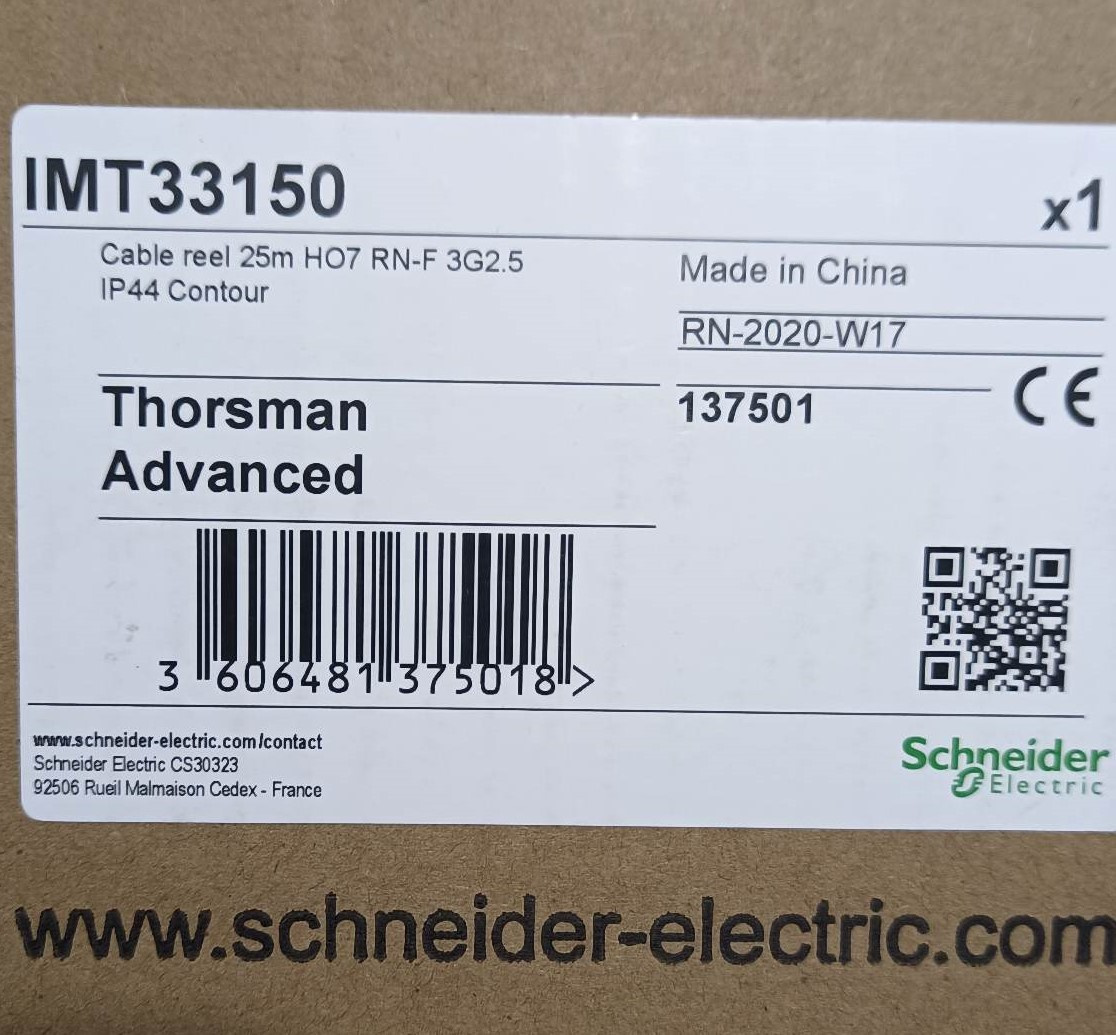 IMT33150
x1
Cable reel 25m HO7 RN-F 3G2.5
IP44 Contour
Made in China
RN-2020-W17
137501
CE
Thorsman
Advanced
3 606481 375018 >
www.schneider-electric.com/contact
Schneider Electric CS30323
92506 Rueil Malmaison Cedex - France
Schneider
Electric
www.schneider-electric.com